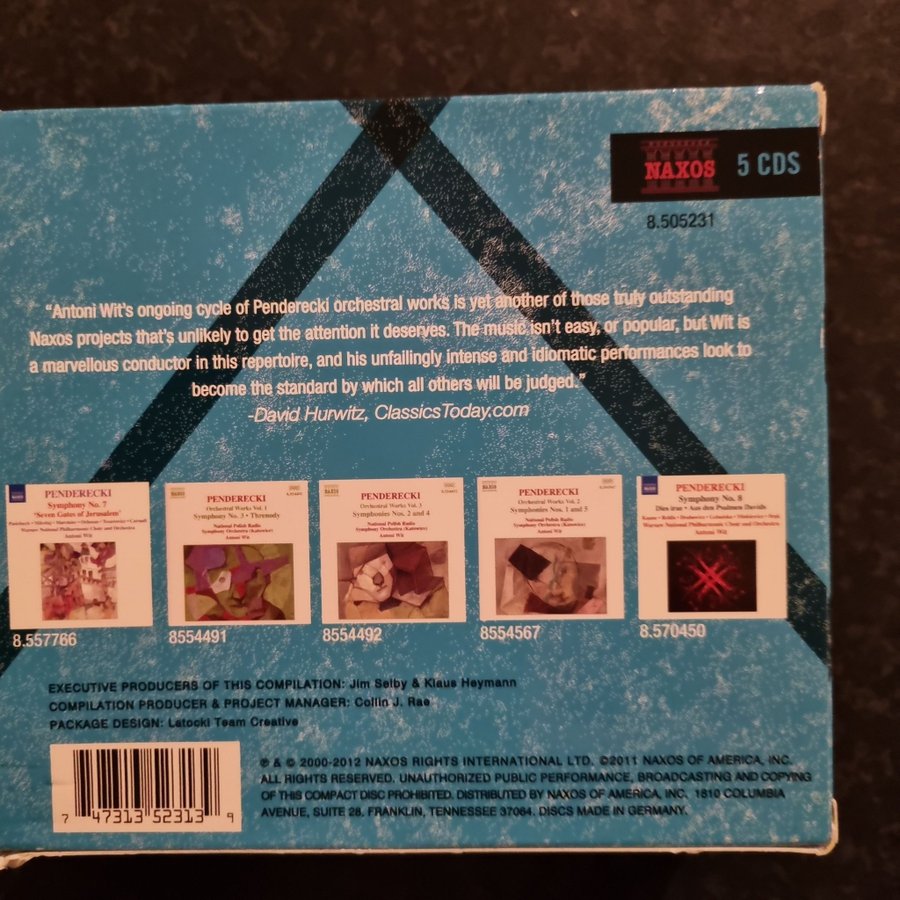 NAXOS
5 CDS
8.505231
“Antoni Wit's ongoing cycle of Penderecki orchestral works is yet another of those truly outstanding
Naxos projects that's unlikely to get the attention it deserves. The music isn't easy, or popular, but Wit is
a marvellous conductor in this repertoire, and his unfailingly intense and idiomatic performances look to
become the standard by which all others will be judged.”
-David Hurwitz, ClassicsToday.com
PENDERECKI
Symphony No. 7
'Seven Gates of Jerusalem'
Warsaw National Philharmonic Choir and Orchestra
Antoni Wit
8.557766
NAXOS
PENDERECKI
Orchestral Works Vol. 1
Symphony No. 3 • Threnody
National Polish Radio
Symphony Orchestra (Katowice)
Antoni Wit
8554491
NAXOS
PENDERECKI
Orchestral Works Vol. 3
Symphonies Nos. 2 and 4
National Polish Radio
Symphony Orchestra (Katowice)
Antoni Wit
8554492
NAXOS
PENDERECKI
Orchestral Works Vol. 2
Symphonies Nos. 1 and 5
National Polish Radio
Symphony Orchestra (Katowice)
Antoni Wit
8554567
PENDERECKI
Symphony No. 8
Dies irae • Aus den Psalmen Davids
Warsaw National Philharmonic Choir and Orchestra
Antoni Wit
8.570450
EXECUTIVE PRODUCERS OF THIS COMPILATION: Jim Selby & Klaus Heymann
COMPILATION PRODUCER & PROJECT MANAGER: Collin J. Rae
PACKAGE DESIGN: Latocki Team Creative
℗ & © 2000-2012 NAXOS RIGHTS INTERNATIONAL LTD. ©2011 NAXOS OF AMERICA, INC.
ALL RIGHTS RESERVED. UNAUTHORIZED PUBLIC PERFORMANCE, BROADCASTING AND COPYING
OF THIS COMPACT DISC PROHIBITED. DISTRIBUTED BY NAXOS OF AMERICA, INC. 1810 COLUMBIA
AVENUE, SUITE 28, FRANKLIN, TENNESSEE 37064. DISCS MADE IN GERMANY.
7 47313 52313 9